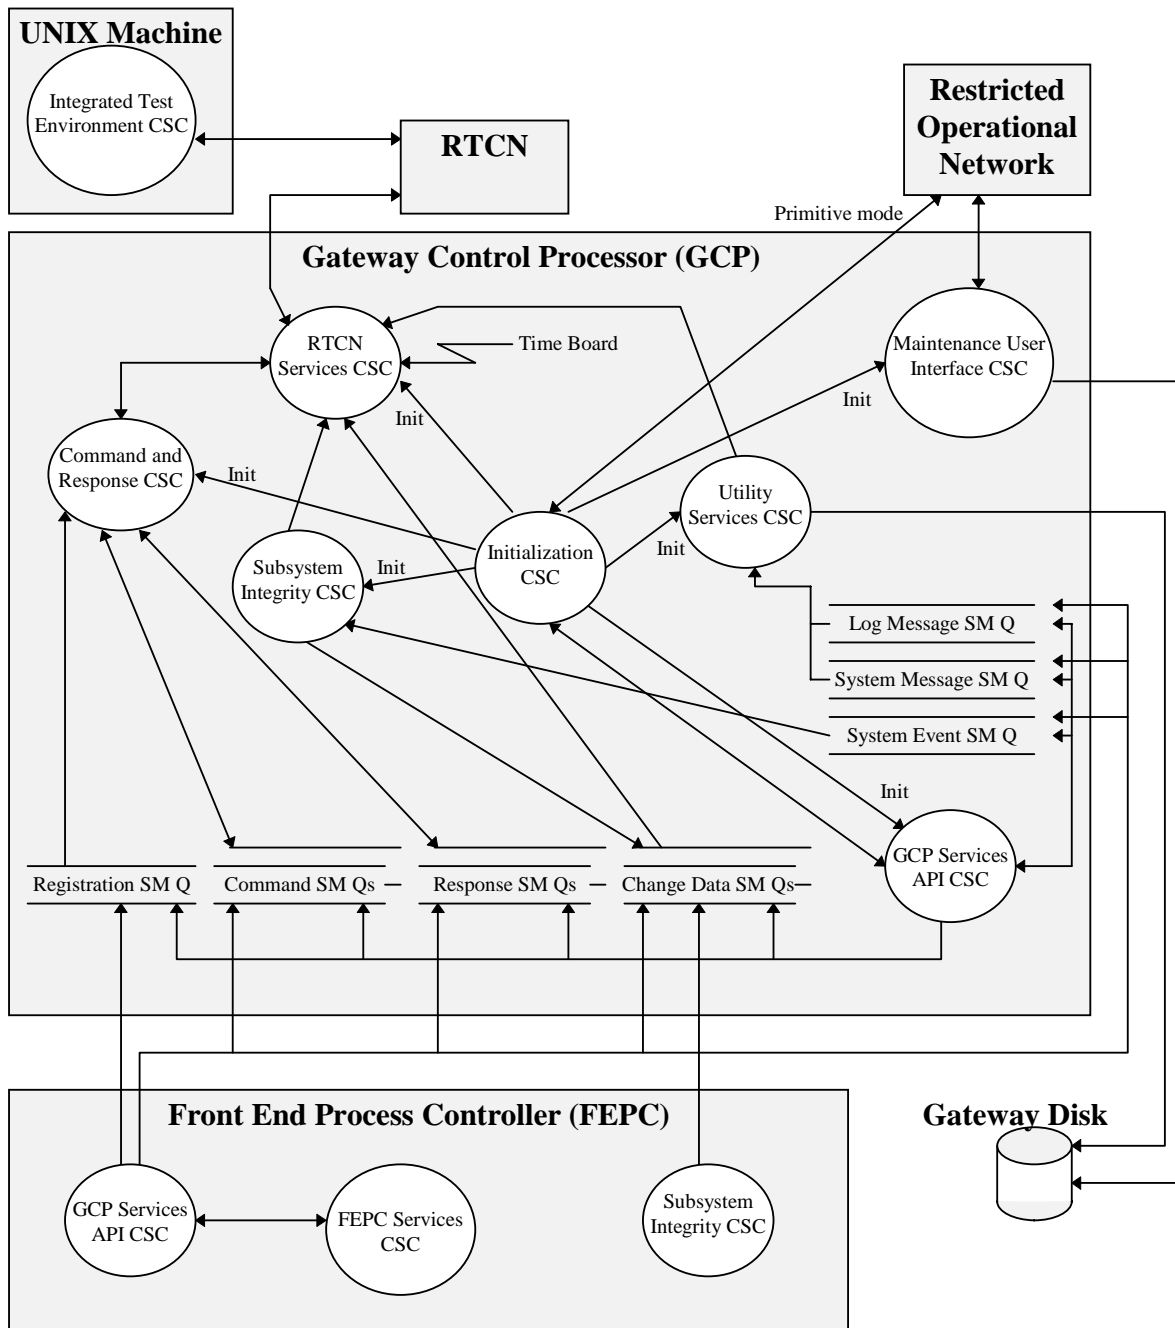 UNIX Machine
Integrated Test
Environment CSC
RTCN
Restricted
Operational
Network
Primitive mode
Gateway Control Processor (GCP)
RTCN
Services CSC
Time Board
Maintenance User
Interface CSC
Init
Init
Command and
Response CSC
Init
Utility
Services CSC
Init
Initialization
CSC
Subsystem
Integrity CSC
Init
Log Message SM Q
System Message SM Q
System Event SM Q
Init
GCP Services
API CSC
Registration SM Q
Command SM Qs
Response SM Qs
Change Data SM Qs
Front End Process Controller (FEPC)
Gateway Disk
GCP Services
API CSC
FEPC Services
CSC
Subsystem
Integrity CSC